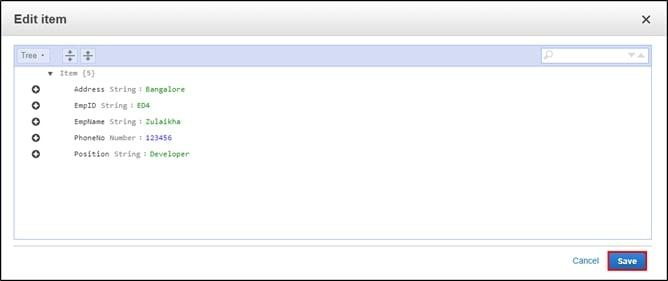 Edit item
Tree
Item {5}
Address String : Bangalore
EmpID String : ED4
EmpName String : Zulaikha
PhoneNo Number : 123456
Position String : Developer
Cancel Save